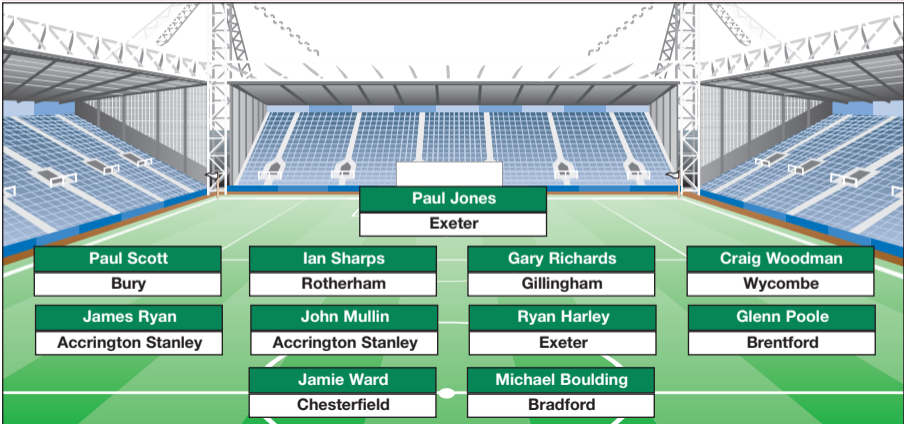 Paul Jones
Exeter
Paul Scott
Bury
Ian Sharps
Rotherham
Gary Richards
Gillingham
Craig Woodman
Wycombe
James Ryan
Accrington Stanley
John Mullin
Accrington Stanley
Ryan Harley
Exeter
Glenn Poole
Brentford
Jamie Ward
Chesterfield
Michael Boulding
Bradford